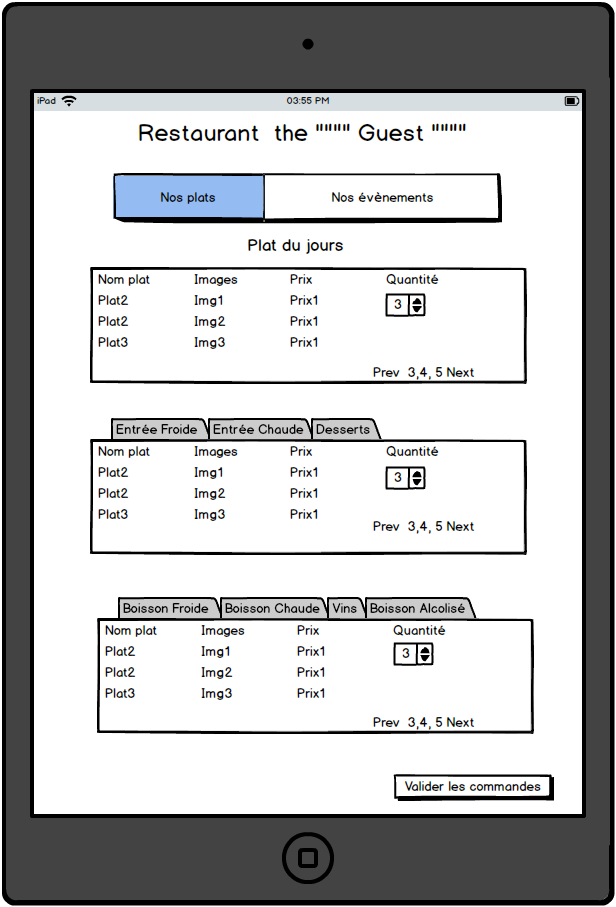 iPad 03:55 PM
Restaurant the """" Guest """"
Nos plats Nos évènements
Plat du jours
Nom plat Images Prix Quantité
Plat2 Img1 Prix1 3
Plat2 Img2 Prix1
Plat3 Img3 Prix1
Prev 3,4, 5 Next
Entrée Froide Entrée Chaude Desserts
Nom plat Images Prix Quantité
Plat2 Img1 Prix1 3
Plat2 Img2 Prix1
Plat3 Img3 Prix1
Prev 3,4, 5 Next
Boisson Froide Boisson Chaude Vins Boisson Alcolisé
Nom plat Images Prix Quantité
Plat2 Img1 Prix1 3
Plat2 Img2 Prix1
Plat3 Img3 Prix1
Prev 3,4, 5 Next
Valider les commandes